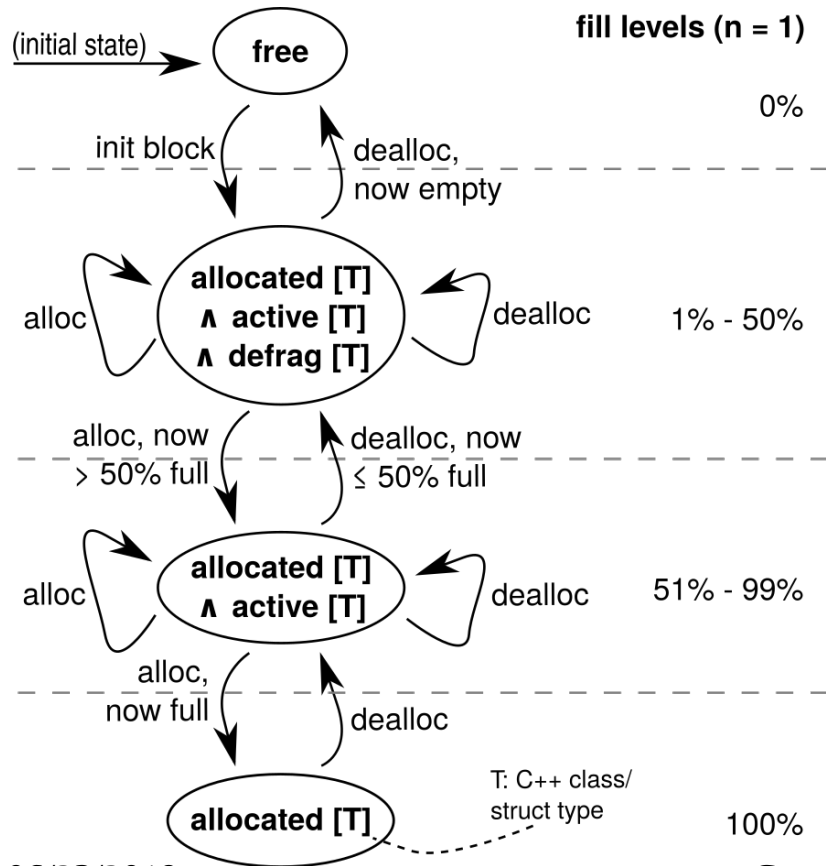 fill levels (n = 1)
(initial state)
free
0%
init block
dealloc,
now empty
allocated [T]
∧ active [T]
∧ defrag [T]
alloc
dealloc
1% - 50%
alloc, now
> 50% full
dealloc, now
≤ 50% full
allocated [T]
∧ active [T]
alloc
dealloc
51% - 99%
alloc,
now full
dealloc
T: C++ class/
struct type
allocated [T]
100%